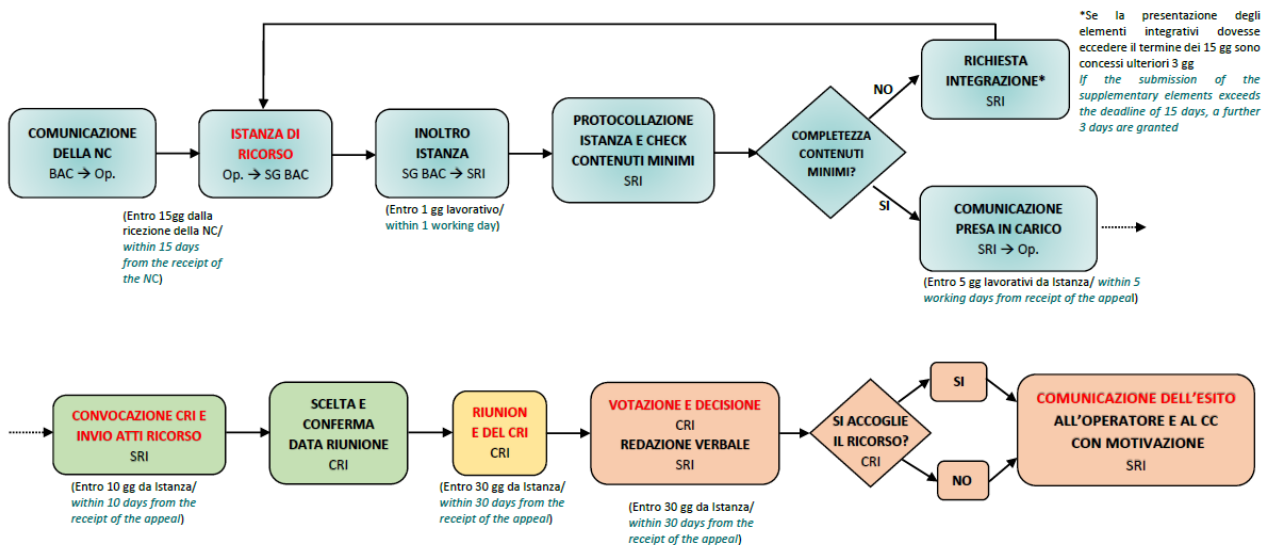 *Se la presentazione degli
elementi integrativi dovesse
eccedere il termine dei 15 gg sono
concessi ulteriori 3 gg
If the submission of the
supplementary elements exceeds
the deadline of 15 days, a further
3 days are granted
RICHIESTA
INTEGRAZIONE*
SRI
NO
COMUNICAZIONE
DELLA NC
BAC → Op.
ISTANZA DI
RICORSO
Op. → SG BAC
(Entro 15gg dalla
ricezione della NC/
within 15 days
from the receipt of
the NC)
INOLTRO
ISTANZA
SG BAC → SRI
(Entro 1 gg lavorativo/
within 1 working day)
PROTOCOLLAZIONE
ISTANZA E CHECK
CONTENUTI MINIMI
SRI
COMPLETEZZA
CONTENUTI
MINIMI?
SI
COMUNICAZIONE
PRESA IN CARICO
SRI → Op.
(Entro 5 gg lavorativi da Istanza/ within 5
working days from receipt of the appeal)
CONVOCAZIONE CRI E
INVIO ATTI RICORSO
SRI
(Entro 10 gg da Istanza/
within 10 days from the
receipt of the appeal)
SCELTA E
CONFERMA
DATA RIUNIONE
CRI
RIUNION
E DEL CRI
CRI
(Entro 30 gg da Istanza/
within 30 days from the
receipt of the appeal)
VOTAZIONE E DECISIONE
CRI
REDAZIONE VERBALE
SRI
(Entro 30 gg da Istanza/
within 30 days from the
receipt of the appeal)
SI ACCOGLIE
IL RICORSO?
CRI
SI
NO
COMUNICAZIONE DELL'ESITO
ALL'OPERATORE E AL CC
CON MOTIVAZIONE
SRI